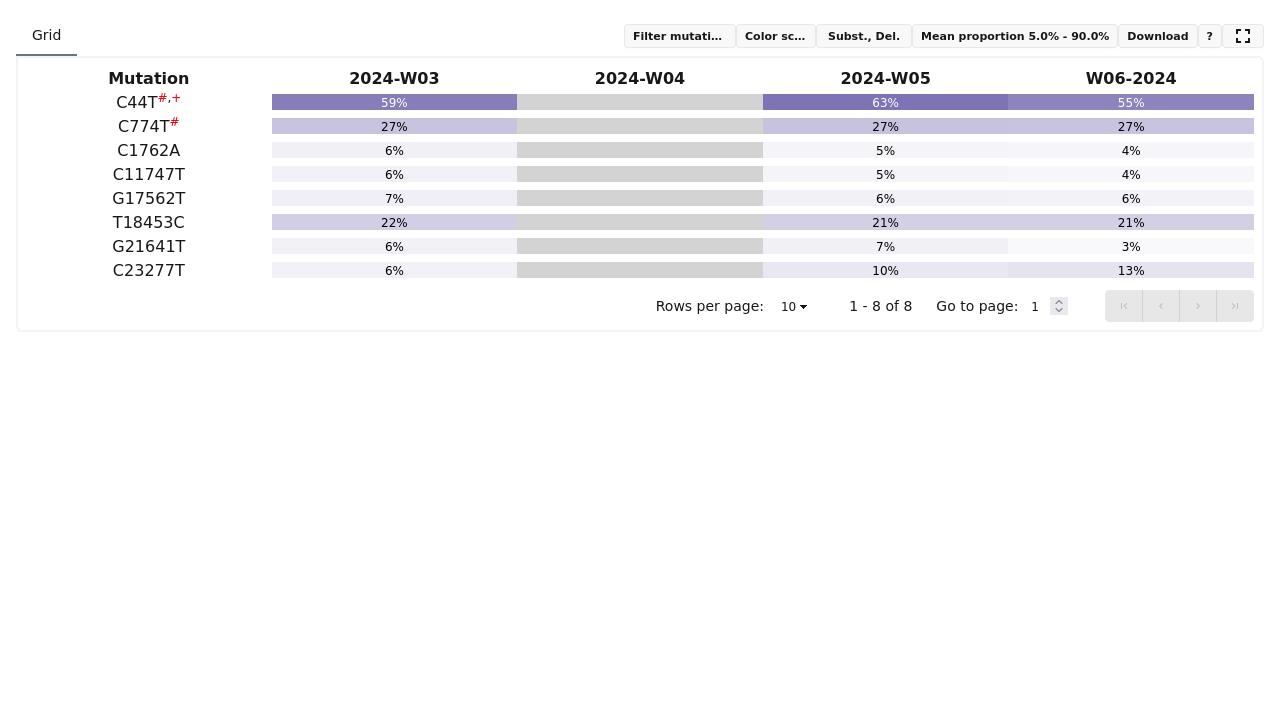 Grid
Filter mutati... Color sc... Subst., Del. Mean proportion 5.0% - 90.0% Download ?
Mutation 2024-W03 2024-W04 2024-W05 W06-2024
C44T#,+ 59% 63% 55%
C774T# 27% 27% 27%
C1762A 6% 5% 4%
C11747T 6% 5% 4%
G17562T 7% 6% 6%
T18453C 22% 21% 21%
G21641T 6% 7% 3%
C23277T 6% 10% 13%
Rows per page: 10 1 - 8 of 8 Go to page: 1